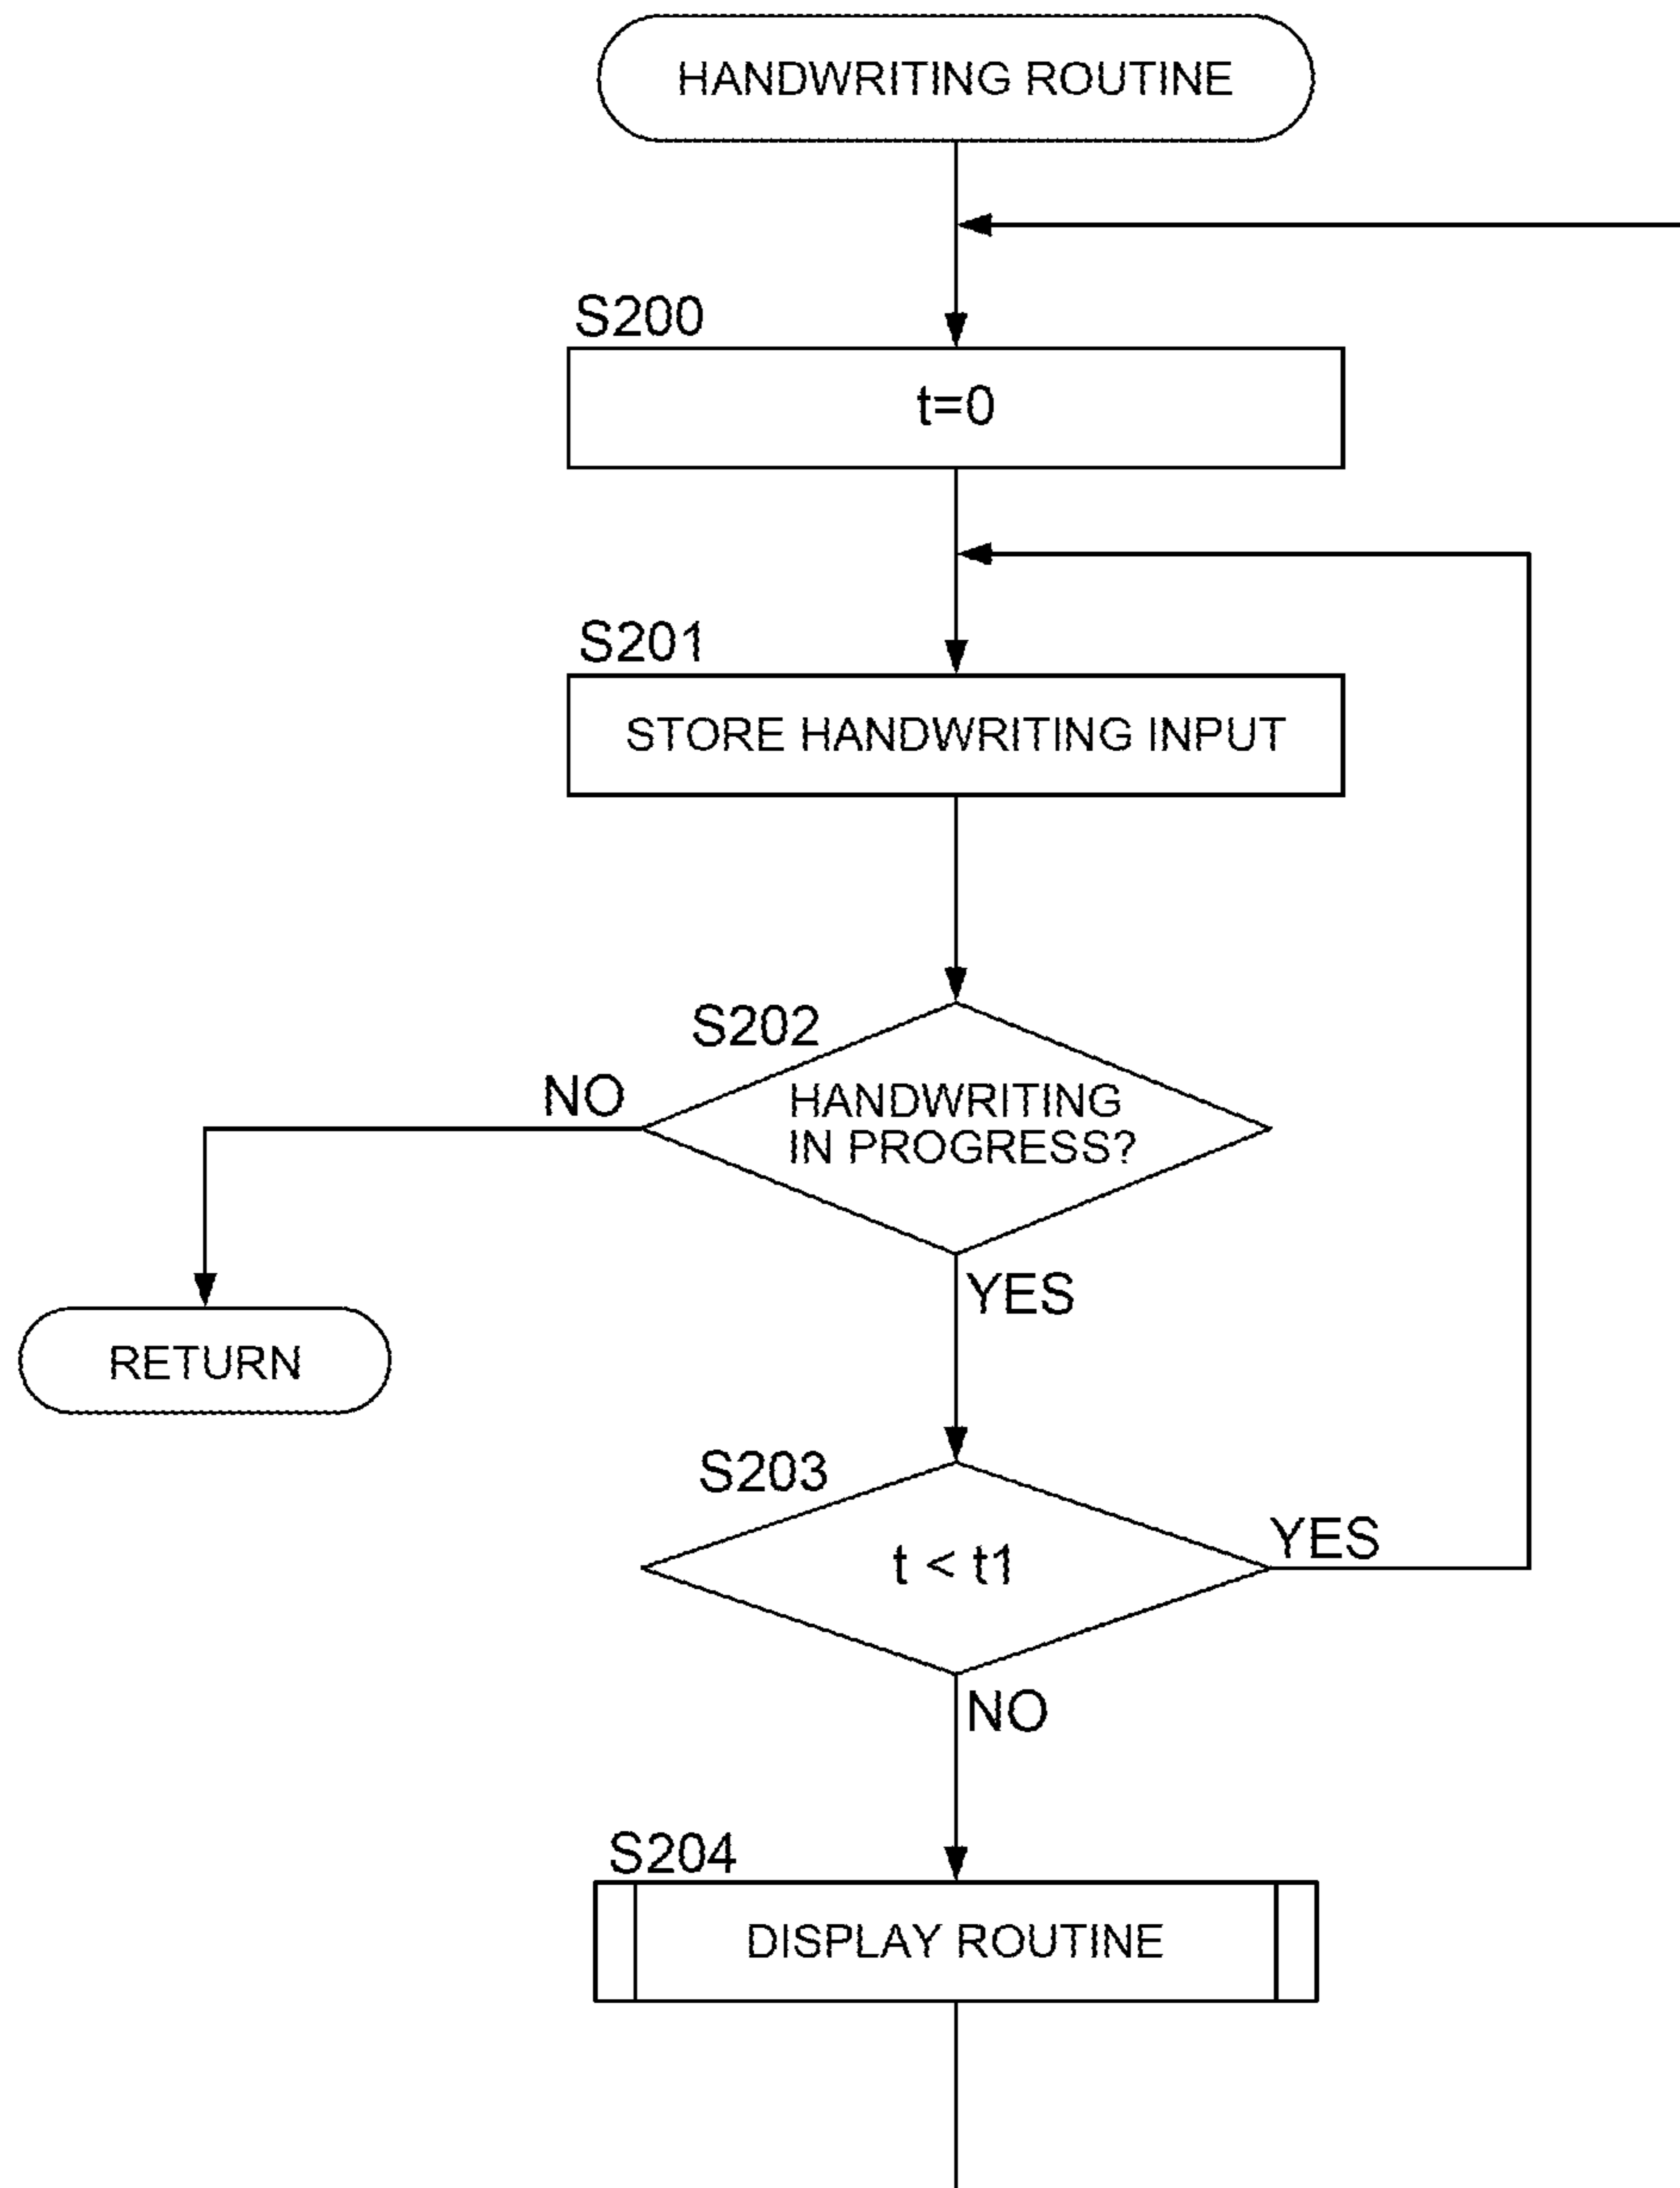 HANDWRITING ROUTINE
S200
t=0
S201
STORE HANDWRITING INPUT
S202
NO
HANDWRITING
IN PROGRESS?
YES
RETURN
S203
t < t1
YES
NO
S204
DISPLAY ROUTINE